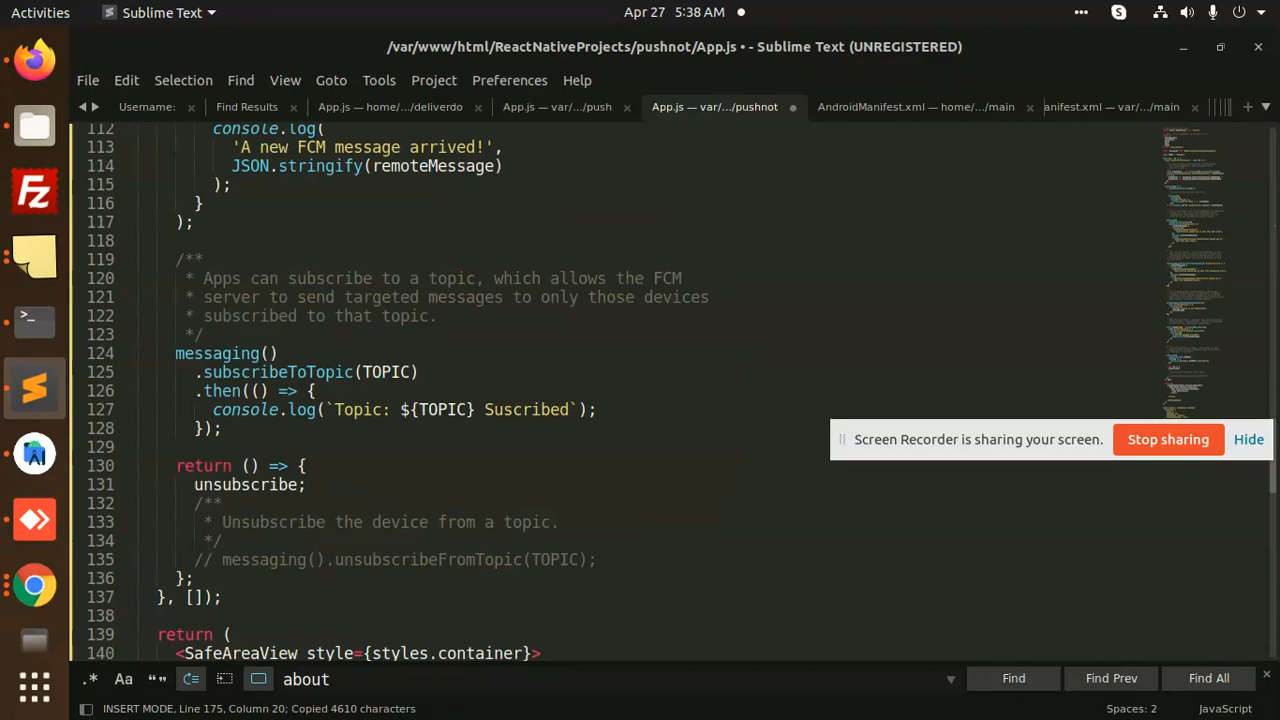 Activities
Sublime Text
Apr 27 5:38 AM
/var/www/html/ReactNativeProjects/pushnot/App.js • - Sublime Text (UNREGISTERED)
File Edit Selection Find View Goto Tools Project Preferences Help
Username: Find Results App.js — home/.../deliverdo App.js — var/.../push App.js — var/.../pushnot AndroidManifest.xml — home/.../main anifest.xml — var/.../main
112 console.log(
113 'A new FCM message arrived!',
114 JSON.stringify(remoteMessage)
115 );
116 }
117 );
118
119 /**
120 * Apps can subscribe to a topic, which allows the FCM
121 * server to send targeted messages to only those devices
122 * subscribed to that topic.
123 */
124 messaging()
125 .subscribeToTopic(TOPIC)
126 .then(() => {
127 console.log(`Topic: ${TOPIC} Suscribed`);
128 });
129
130 return () => {
131 unsubscribe;
132 /**
133 * Unsubscribe the device from a topic.
134 */
135 // messaging().unsubscribeFromTopic(TOPIC);
136 };
137 }, []);
138
139 return (
140 <SafeAreaView style={styles.container}>
Screen Recorder is sharing your screen. Stop sharing Hide
.* Aa “” about Find Find Prev Find All
INSERT MODE, Line 175, Column 20; Copied 4610 characters Spaces: 2 JavaScript